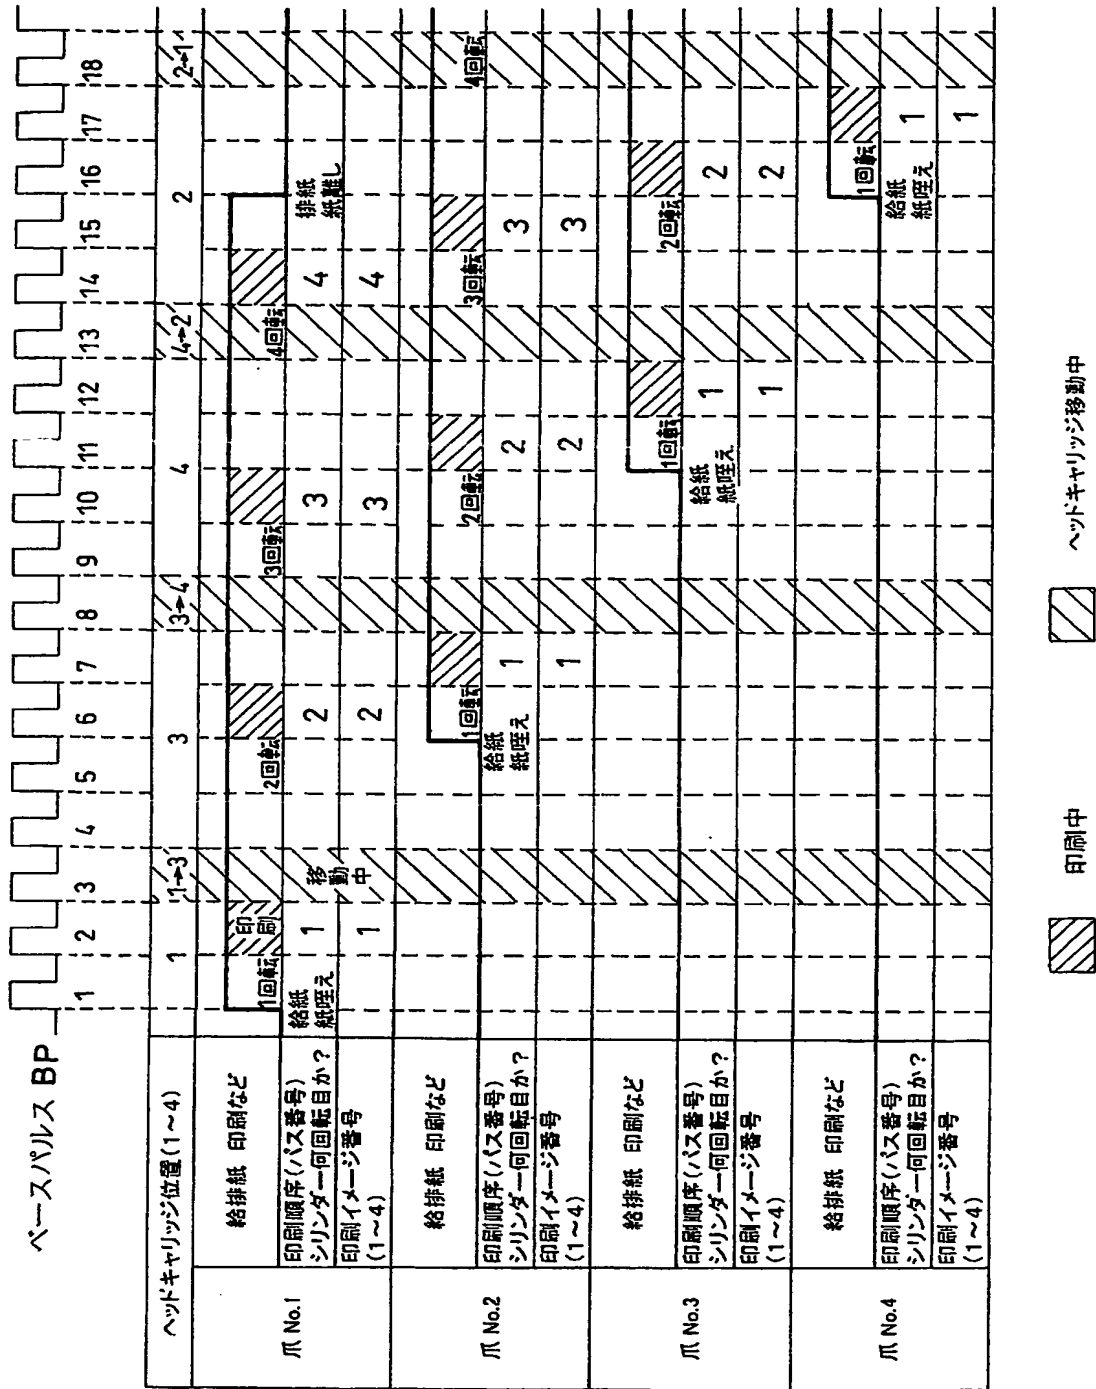 ベースパルス BP
1 2 3 4 5 6 7 8 9 10 11 12 13 14 15 16 17 18
ヘッドキャリッジ位置(1~4)
1 1→3 3 3→4 4 4→2 2 2→1
爪 No.1
給排紙 印刷など
1回転 印刷 2回転 3回転 4回転
印刷順序(パス番号)
シリンダー何回転目か?
給紙
紙咥え
1 2 3 4
排紙
紙離し
移動中
印刷イメージ番号
(1~4)
1 2 3 4
爪 No.2
給排紙 印刷など
1回転 2回転 3回転 4回転
印刷順序(パス番号)
シリンダー何回転目か?
給紙
紙咥え
1 2 3
印刷イメージ番号
(1~4)
1 2 3
爪 No.3
給排紙 印刷など
1回転 2回転
印刷順序(パス番号)
シリンダー何回転目か?
給紙
紙咥え
1 2
印刷イメージ番号
(1~4)
1 2
爪 No.4
給排紙 印刷など
1回転
印刷順序(パス番号)
シリンダー何回転目か?
給紙
紙咥え
1
印刷イメージ番号
(1~4)
1
印刷中
ヘッドキャリッジ移動中